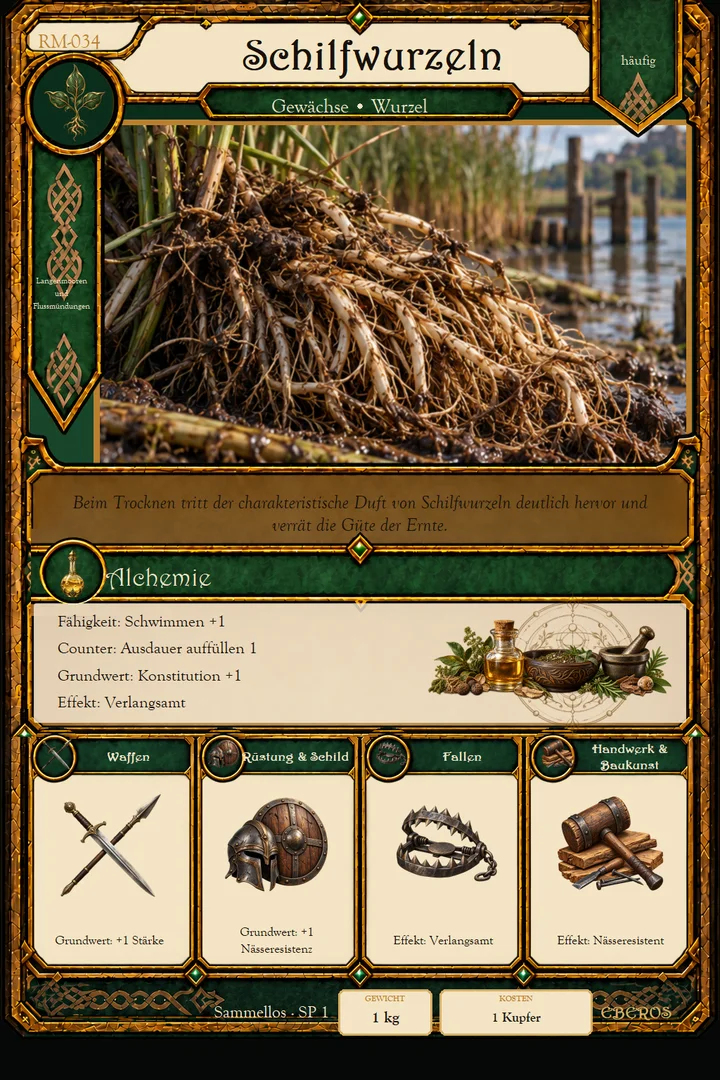 RM-034
Schilfwurzeln
häufig
Gewächse • Wurzel
Langenmooren
und
Flussmündungen
Beim Trocknen tritt der charakteristische Duft von Schilfwurzeln deutlich hervor und
verrät die Güte der Ernte.
Alchemie
Fähigkeit: Schwimmen +1
Counter: Ausdauer auffüllen 1
Grundwert: Konstitution +1
Effekt: Verlangsamt
Waffen
Rüstung & Schild
Fallen
Handwerk &
Baukunst
Grundwert: +1 Stärke
Grundwert: +1
Nässeresistenz
Effekt: Verlangsamt
Effekt: Nässeresistent
Sammellos · SP 1
GEWICHT
1 kg
KOSTEN
1 Kupfer
EBEROS